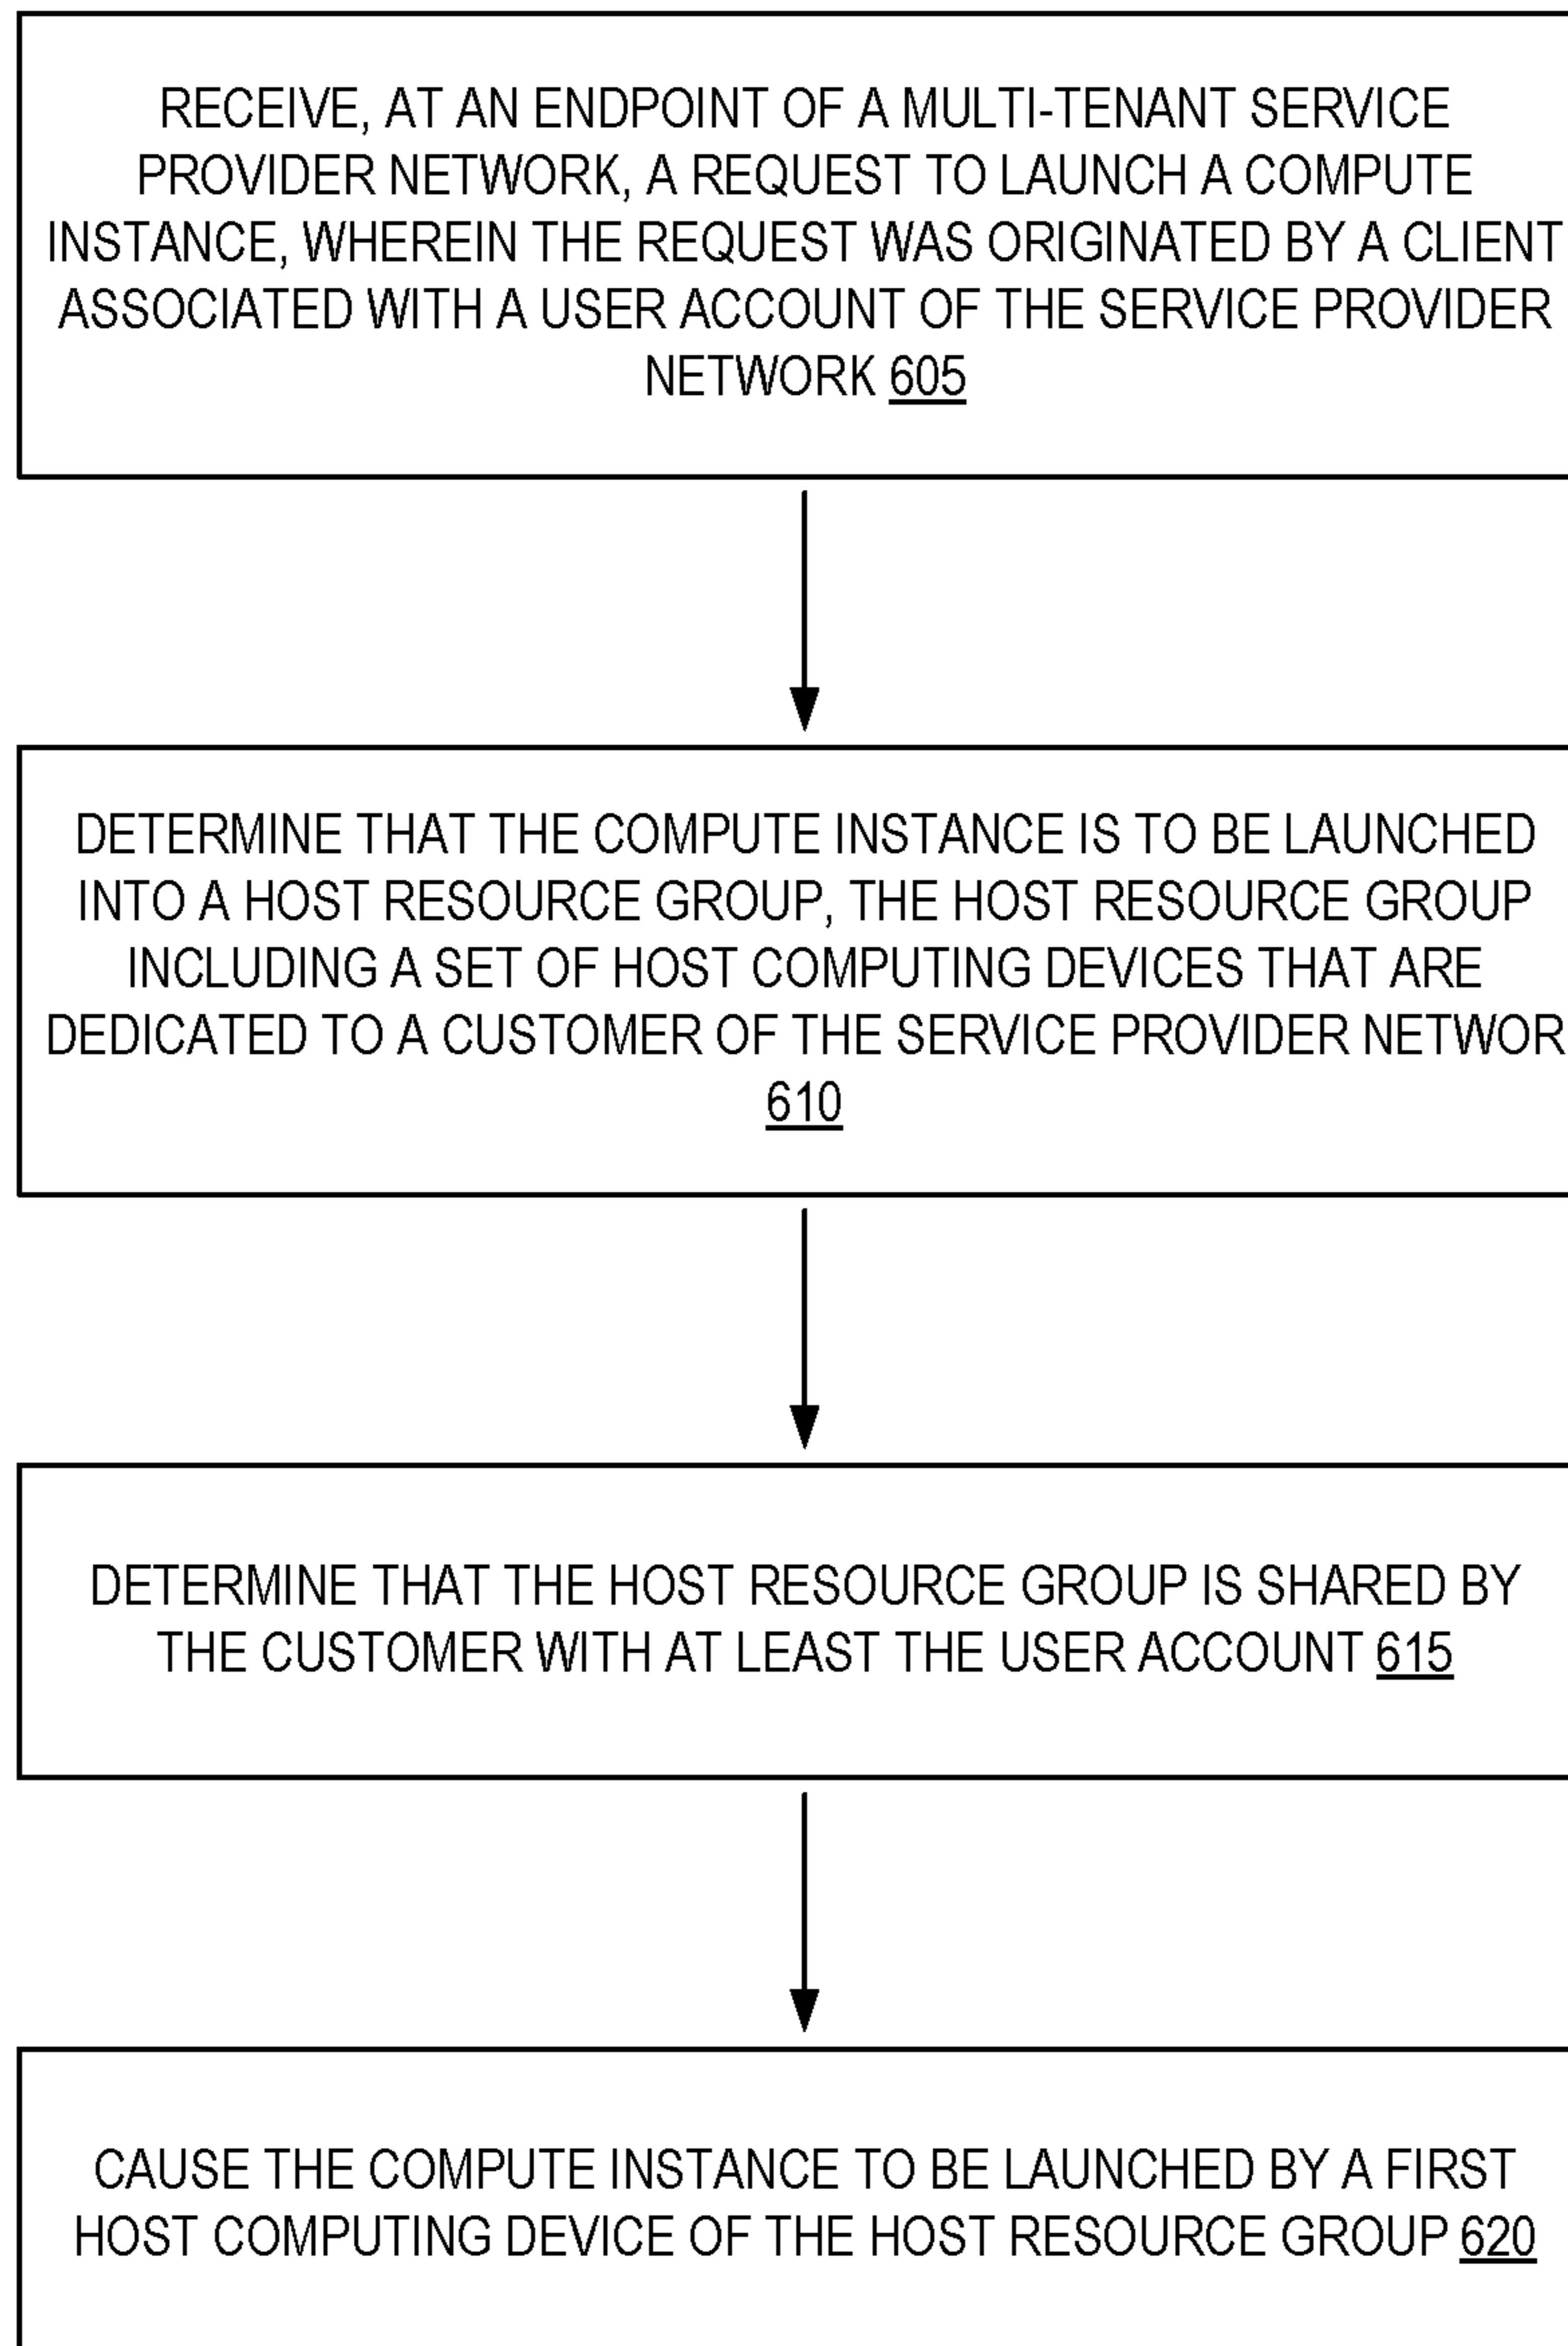 RECEIVE, AT AN ENDPOINT OF A MULTI-TENANT SERVICE
PROVIDER NETWORK, A REQUEST TO LAUNCH A COMPUTE
INSTANCE, WHEREIN THE REQUEST WAS ORIGINATED BY A CLIENT
ASSOCIATED WITH A USER ACCOUNT OF THE SERVICE PROVIDER
NETWORK 605
DETERMINE THAT THE COMPUTE INSTANCE IS TO BE LAUNCHED
INTO A HOST RESOURCE GROUP, THE HOST RESOURCE GROUP
INCLUDING A SET OF HOST COMPUTING DEVICES THAT ARE
DEDICATED TO A CUSTOMER OF THE SERVICE PROVIDER NETWOR
610
DETERMINE THAT THE HOST RESOURCE GROUP IS SHARED BY
THE CUSTOMER WITH AT LEAST THE USER ACCOUNT 615
CAUSE THE COMPUTE INSTANCE TO BE LAUNCHED BY A FIRST
HOST COMPUTING DEVICE OF THE HOST RESOURCE GROUP 620